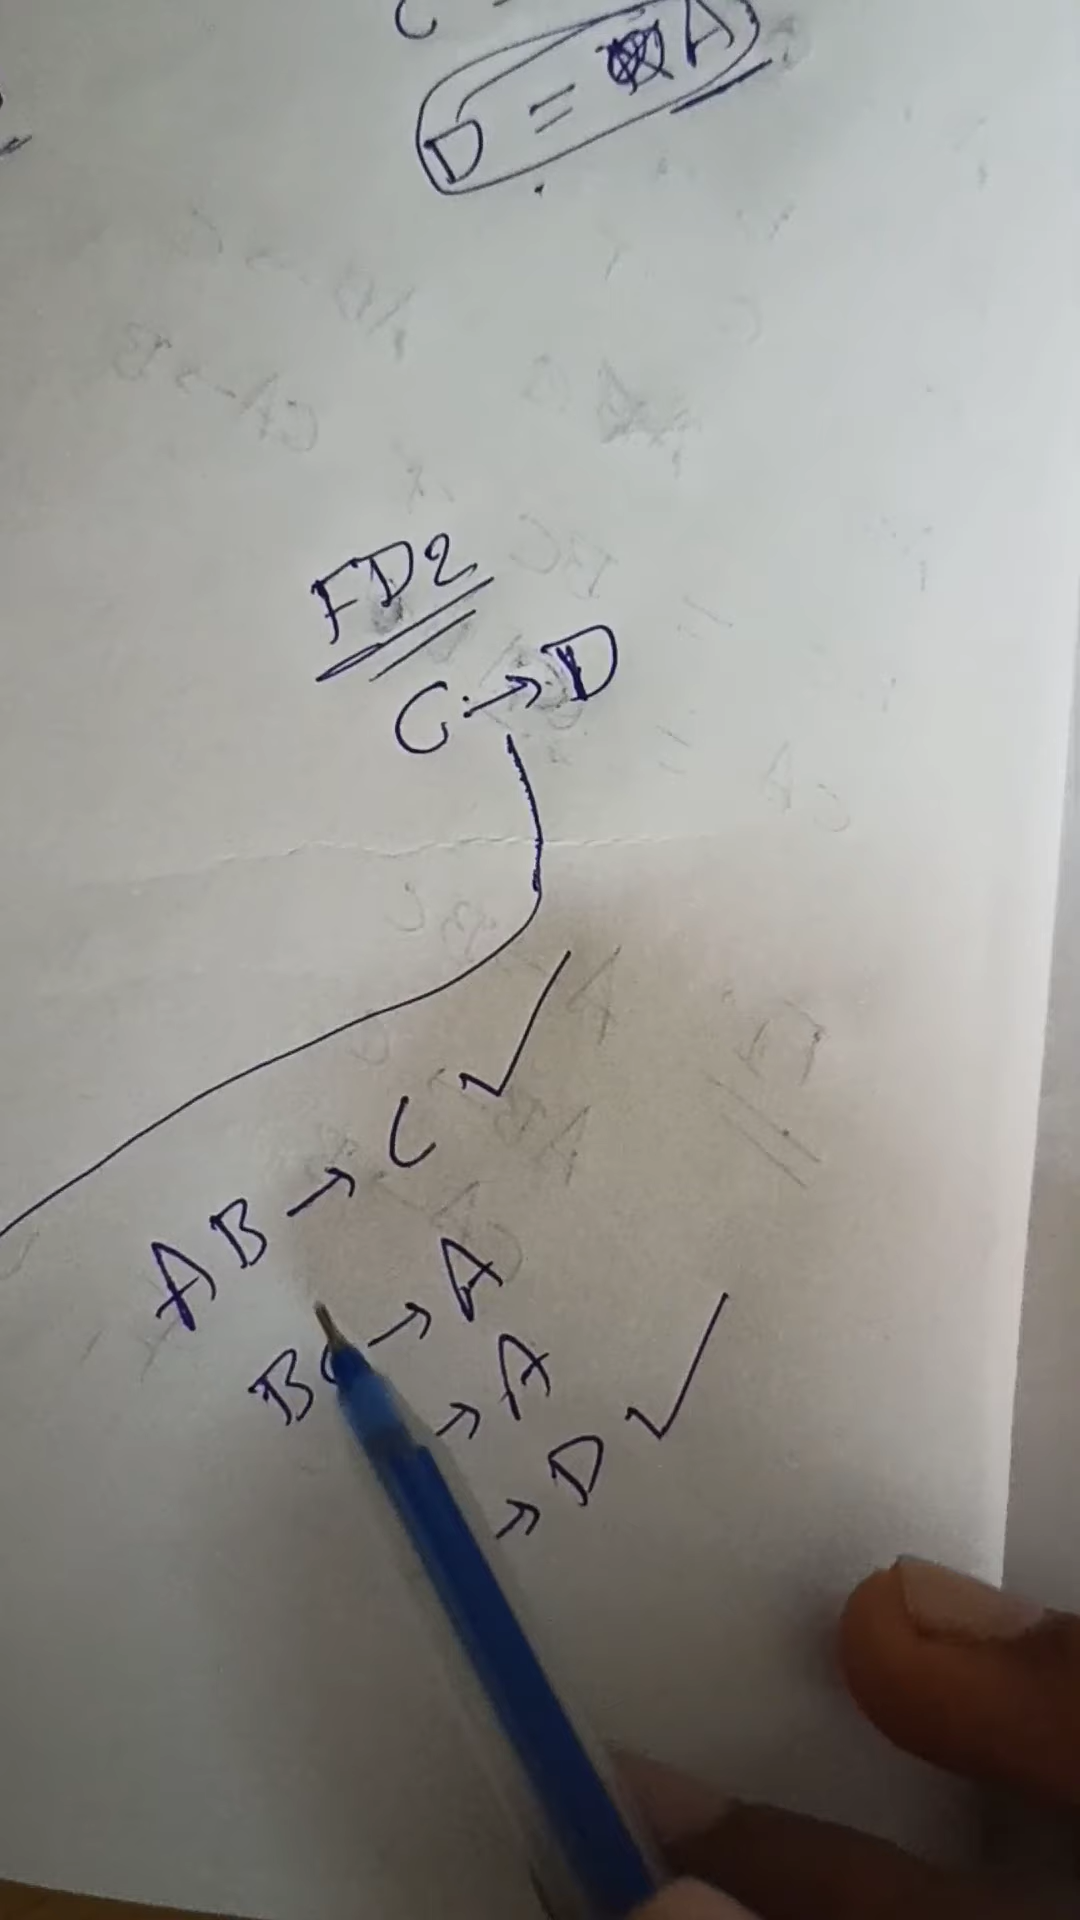 D = A
FD2
C → D
AB → C ✓
BC → A
→ A
→ D ✓